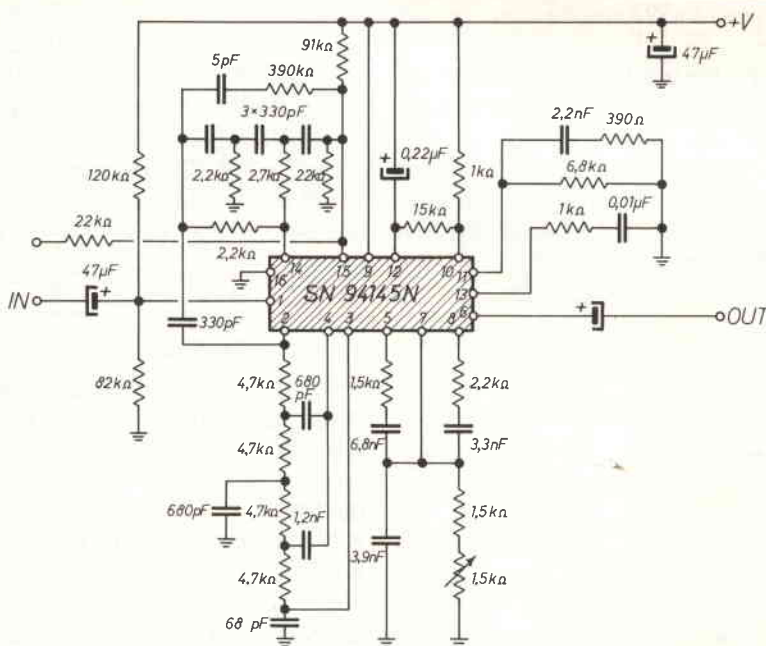 +V
91kΩ
47µF
5pF
390kΩ
2,2nF
390Ω
3×330pF
0,22µF
6,8kΩ
120kΩ
2,2kΩ
2,7kΩ
22kΩ
1kΩ
1kΩ
0,01µF
15kΩ
22kΩ
2,2kΩ
14
15
9
12
10
11
16
13
47µF
IN
1
SN 94145N
6
OUT
2
4
3
5
7
8
330pF
82kΩ
4,7kΩ
680
pF
1,5kΩ
2,2kΩ
4,7kΩ
6,8nF
3,3nF
680pF
4,7kΩ
1,2nF
1,5kΩ
3,9nF
4,7kΩ
1,5kΩ
68 pF